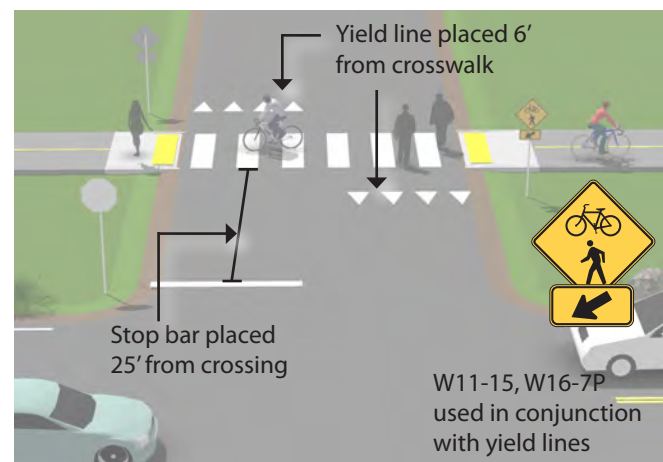 Yield line placed 6’
from crosswalk
Stop bar placed
25’ from crossing
W11-15, W16-7P
used in conjunction
with yield lines